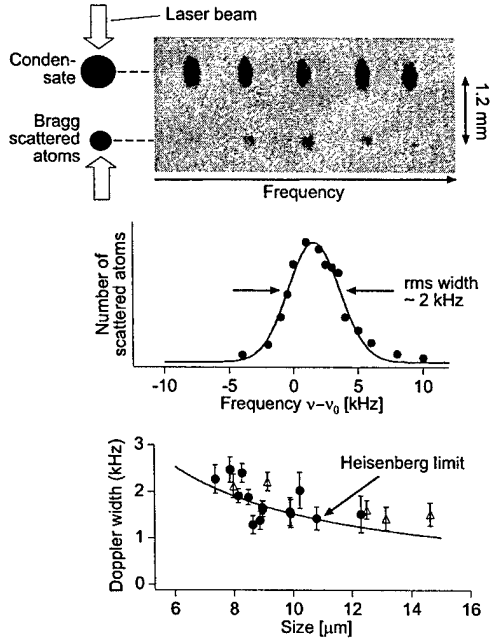 Laser beam
Conden-
sate
Bragg
scattered
atoms
1.2 mm
Frequency
Number of
scattered atoms
rms width
~ 2 kHz
-10 -5 0 5 10
Frequency ν–ν₀ [kHz]
Doppler width (kHz)
3
2
1
0
Heisenberg limit
6 8 10 12 14 16
Size [μm]